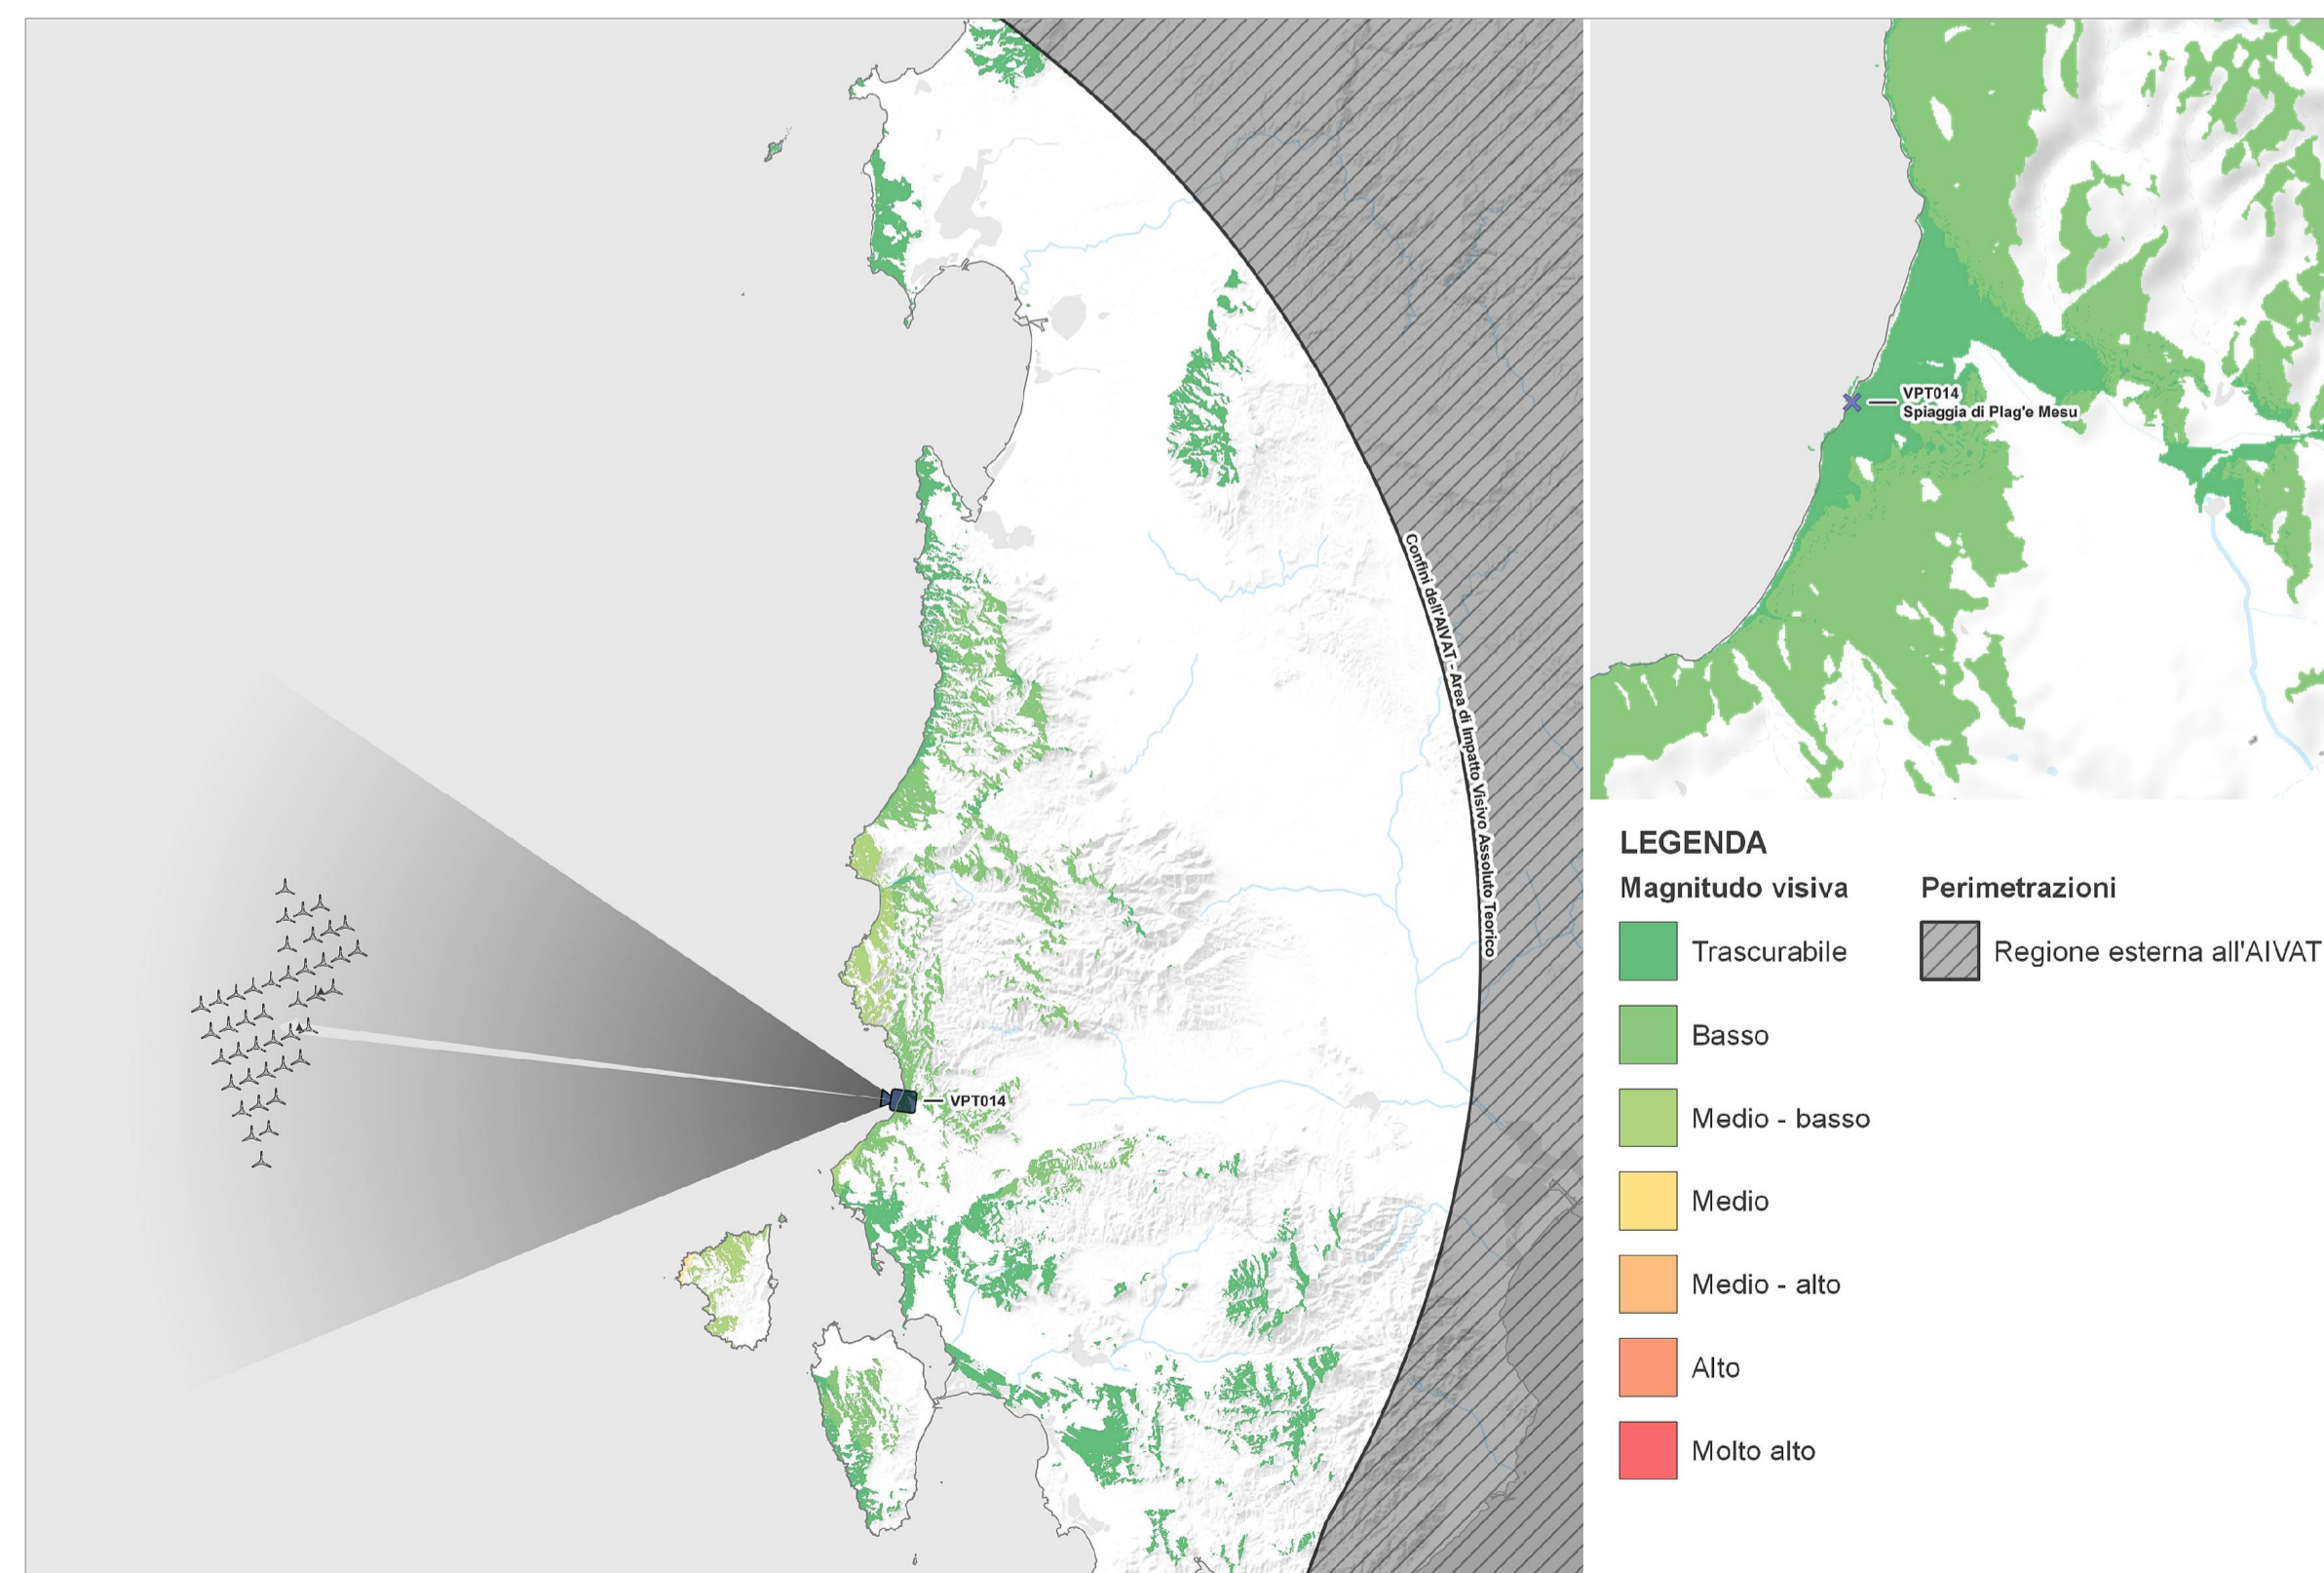 Confini dell'AIVAT - Area di Impatto Visivo Assoluto Teorico
VPT014
VPT014
Spiaggia di Plag'e Mesu
LEGENDA
Magnitudo visiva
Trascurabile
Basso
Medio - basso
Medio
Medio - alto
Alto
Molto alto
Perimetrazioni
Regione esterna all'AIVAT